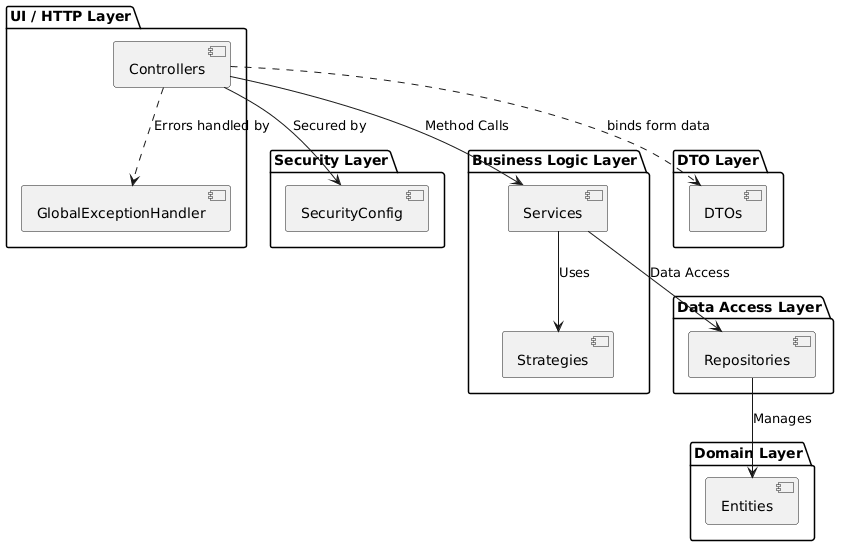 UI / HTTP Layer
Controllers
Errors handled by
Secured by
Method Calls
binds form data
GlobalExceptionHandler
Security Layer
SecurityConfig
Business Logic Layer
Services
DTO Layer
DTOs
Uses
Data Access
Strategies
Data Access Layer
Repositories
Manages
Domain Layer
Entities